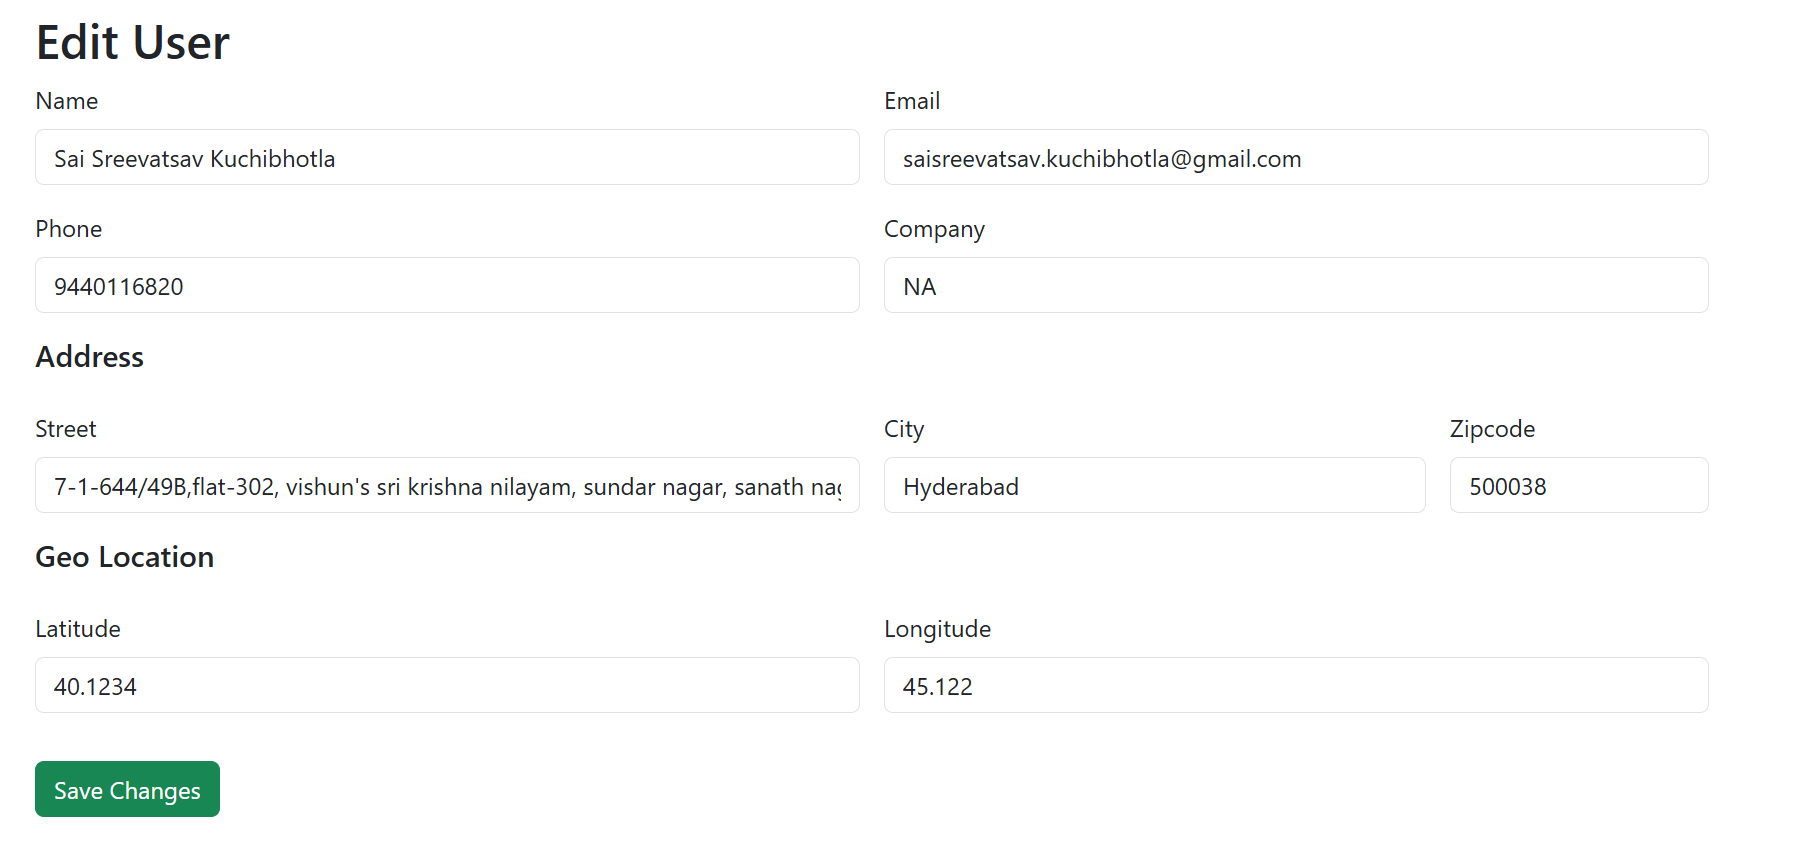 Edit User
Name
Email
Sai Sreevatsav Kuchibhotla
saisreevatsav.kuchibhotla@gmail.com
Phone
Company
9440116820
NA
Address
Street
City
Zipcode
7-1-644/49B,flat-302, vishun's sri krishna nilayam, sundar nagar, sanath
Hyderabad
500038
Geo Location
Latitude
Longitude
40.1234
45.122
Save Changes